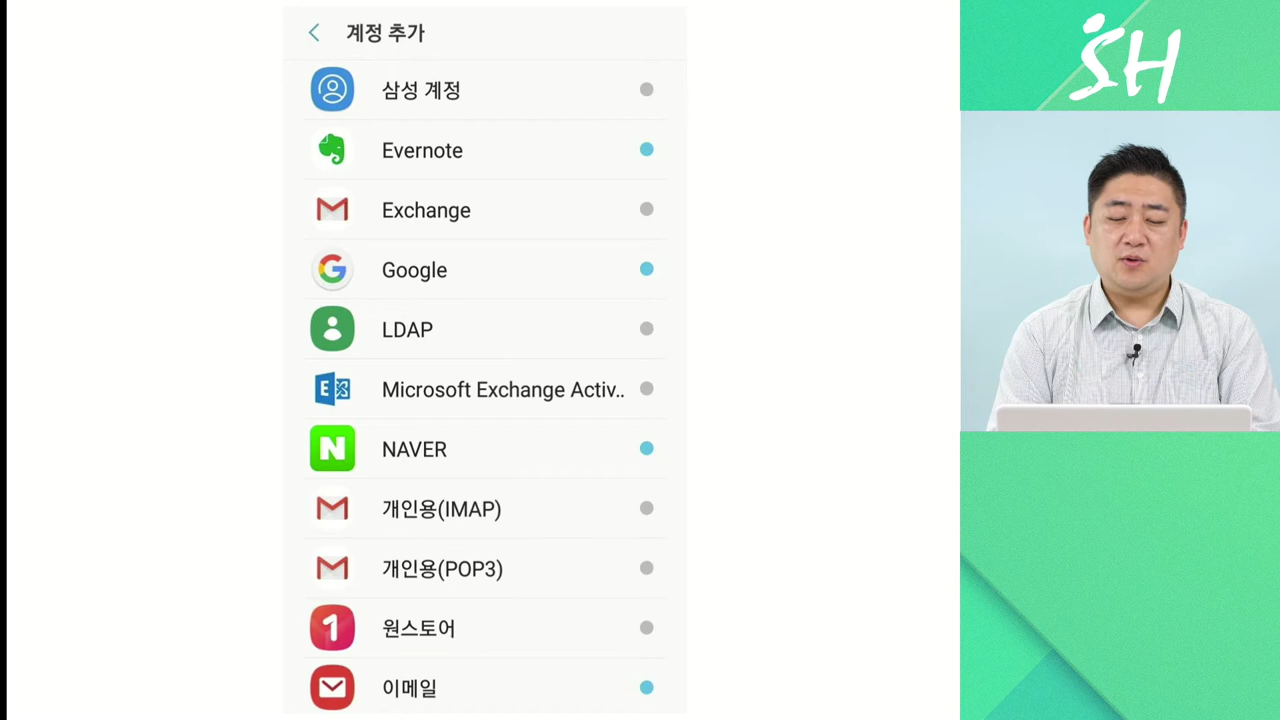 계정 추가
삼성 계정
Evernote
Exchange
Google
LDAP
Microsoft Exchange Activ..
NAVER
개인용(IMAP)
개인용(POP3)
원스토어
이메일
SH